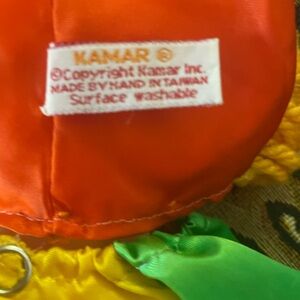 KAMAR ®
©Copyright Kamar Inc.
MADE BY HAND IN TAIWAN
Surface washable